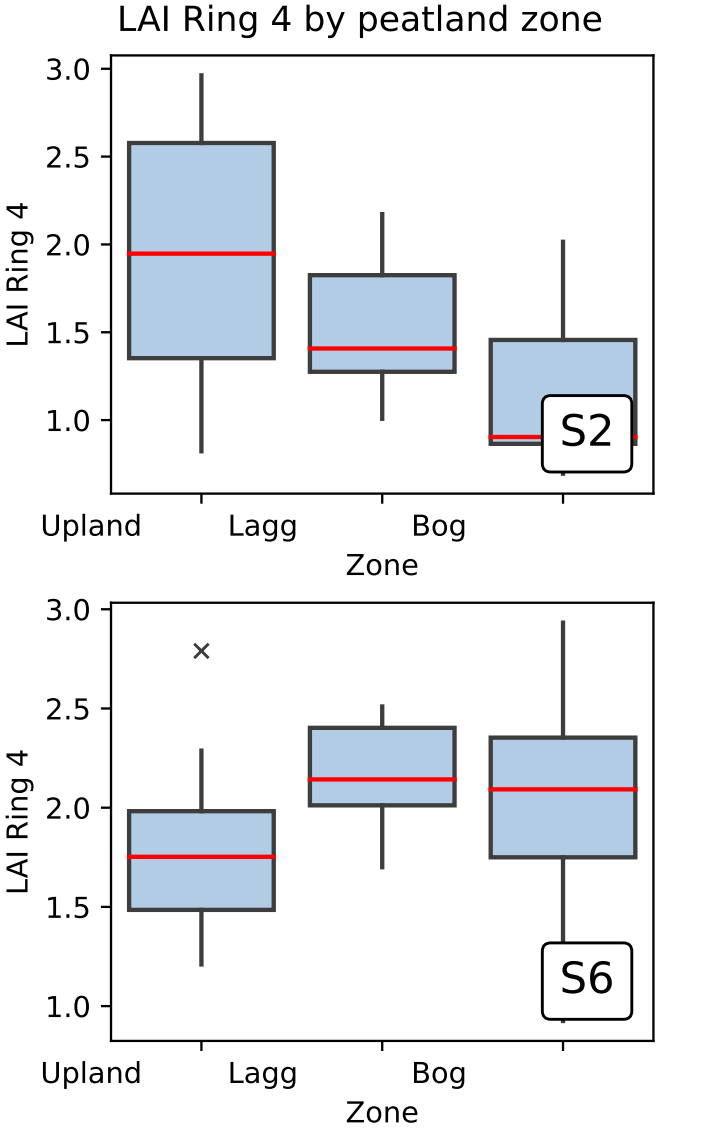 LAI Ring 4 by peatland zone
3.0
2.5
2.0
1.5
1.0
LAI Ring 4
S2
Upland Lagg Bog
Zone
3.0
2.5
2.0
1.5
1.0
LAI Ring 4
S6
Upland Lagg Bog
Zone